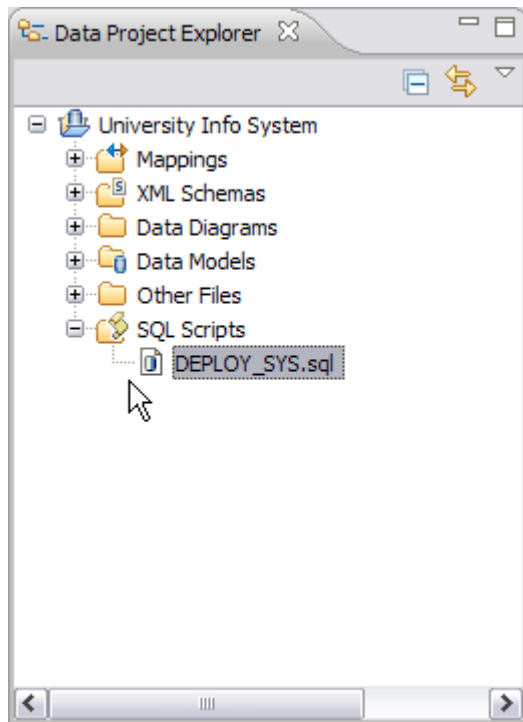 Data Project Explorer
University Info System
Mappings
S
XML Schemas
Data Diagrams
Data Models
Other Files
SQL Scripts
DEPLOY_SYS.sql